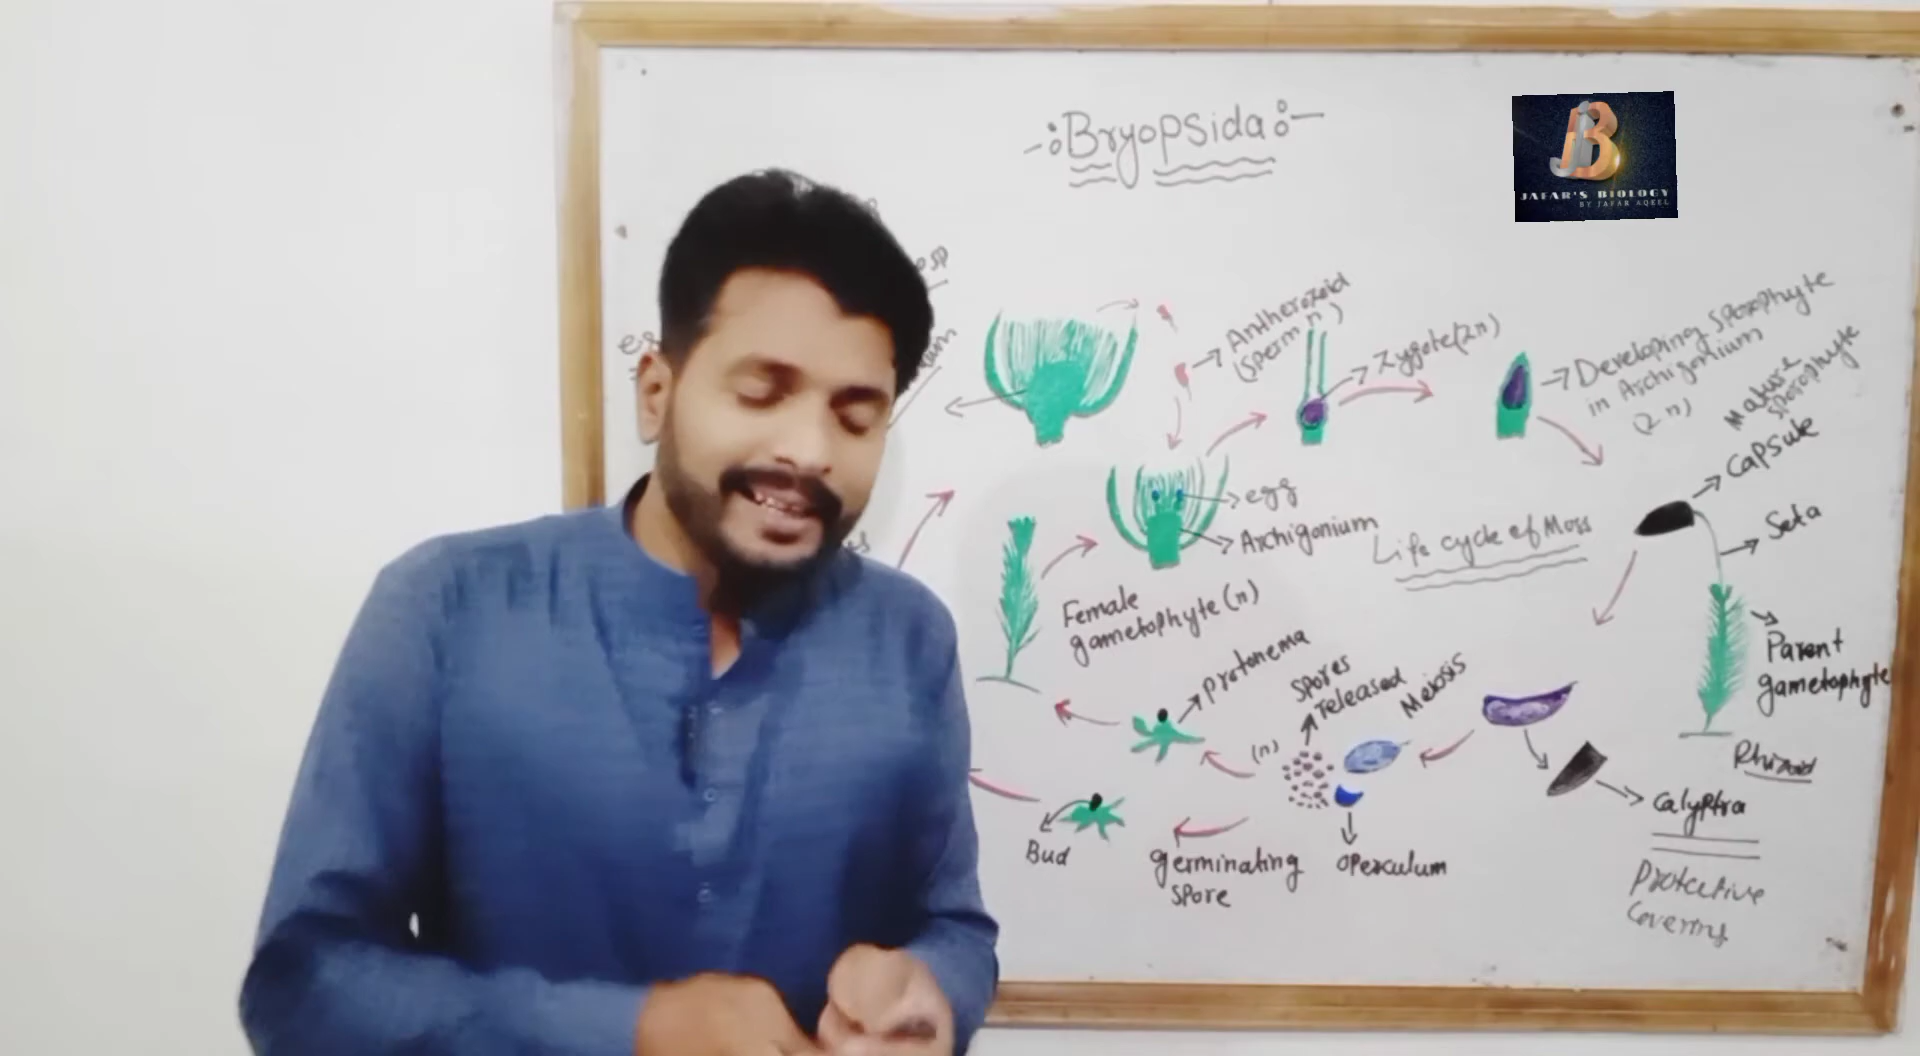 -:Bryopsida:-
JB
JAFAR'S BIOLOGY
BY JAFAR AQEEL
Antherozoid
(sperm n)
Zygote(2n)
Developing Sporophyte
in Archigonium
(2n)
Mature
Sporophyte
Capsule
Seta
egg
Archigonium
Life cycle of Moss
Female
gametophyte(n)
Parent
gametophyte
Rhizoid
Protonema
Spores
released
Meiosis
(n)
Calyptra
Protective
Covering
Bud
germinating
spore
operculum